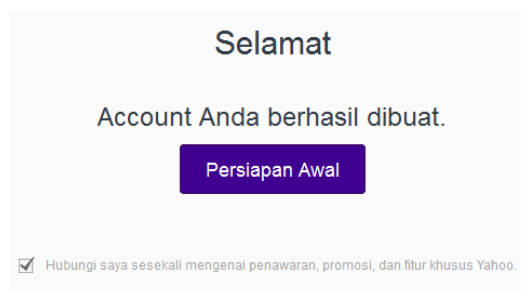 Selamat
Account Anda berhasil dibuat.
Persiapan Awal
Hubungi saya sesekali mengenai penawaran, promosi, dan fitur khusus Yahoo.